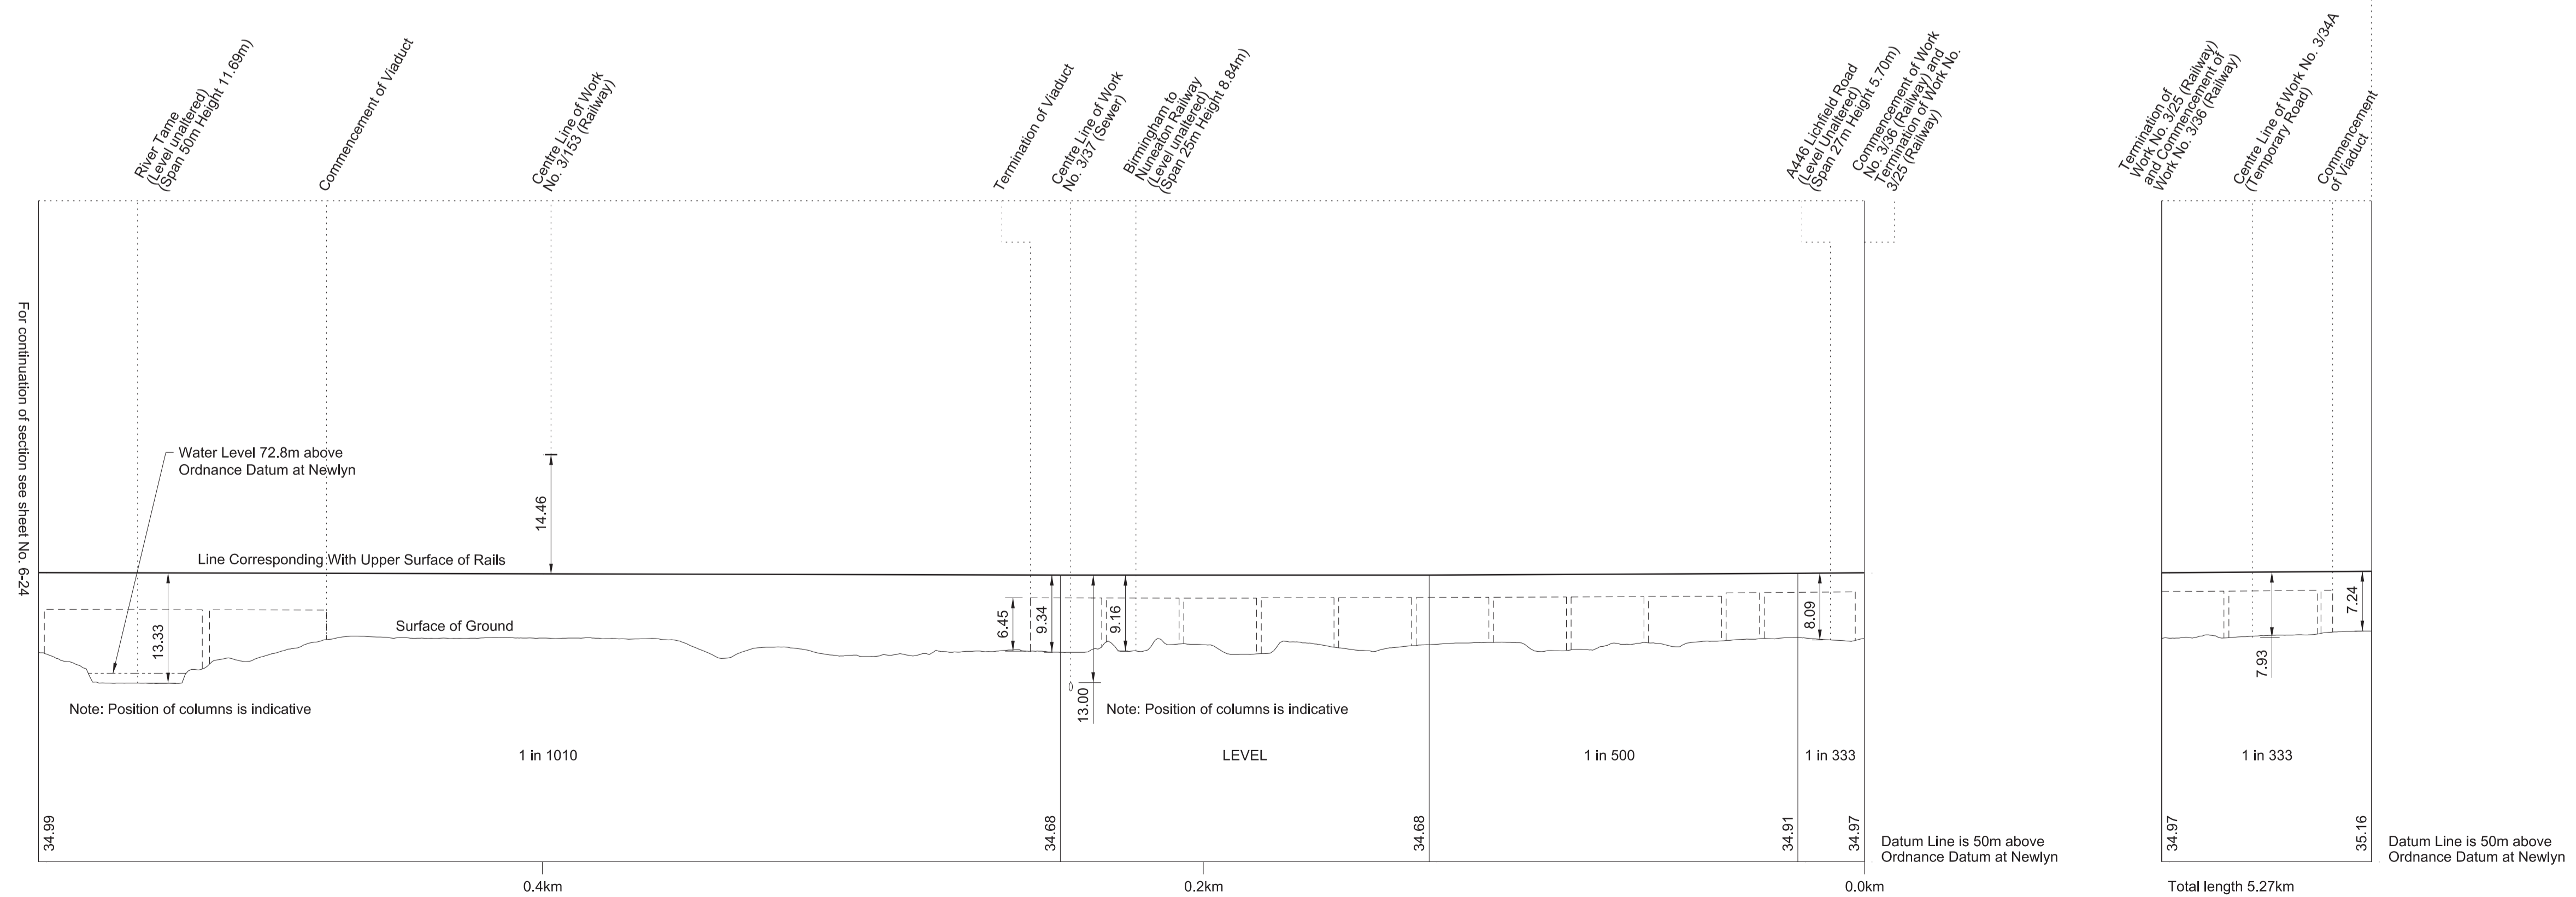 River Tame
(Level unaltered)
(Span 50m Height 11.69m)
Commencement of Viaduct
Centre Line of Work
No. 3/153 (Railway)
Termination of Viaduct
Centre Line of Work
No. 3/37 (Sewer)
Birmingham to
Nuneaton Railway
(Level unaltered)
(Span 25m Height 8.84m)
A446 Lichfield Road
(Level Unaltered)
(Span 27m Height 5.70m)
Commencement of Work
No. 3/36 (Railway) and
Termination of Work No.
3/25 (Railway)
Termination of
Work No. 3/25 (Railway)
and Commencement of
Work No. 3/36 (Railway)
Centre Line of Work No. 3/34A
(Temporary Road)
Commencement
of Viaduct
For continuation of section see sheet No. 6-24
Water Level 72.8m above
Ordnance Datum at Newlyn
14.46
Line Corresponding With Upper Surface of Rails
13.33
Surface of Ground
6.45
9.34
9.16
8.09
7.24
7.93
13.00
Note: Position of columns is indicative
Note: Position of columns is indicative
1 in 1010
LEVEL
1 in 500
1 in 333
1 in 333
34.99
34.68
34.68
34.91
34.97
Datum Line is 50m above
Ordnance Datum at Newlyn
34.97
35.16
Datum Line is 50m above
Ordnance Datum at Newlyn
0.4km
0.2km
0.0km
Total length 5.27km